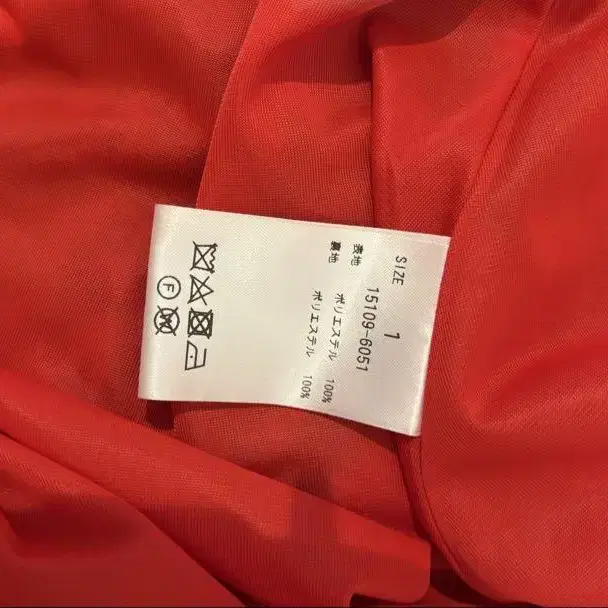 SIZE 1
15109-6051
表地 ポリエステル 100%
裏地 ポリエステル 100%
F
W